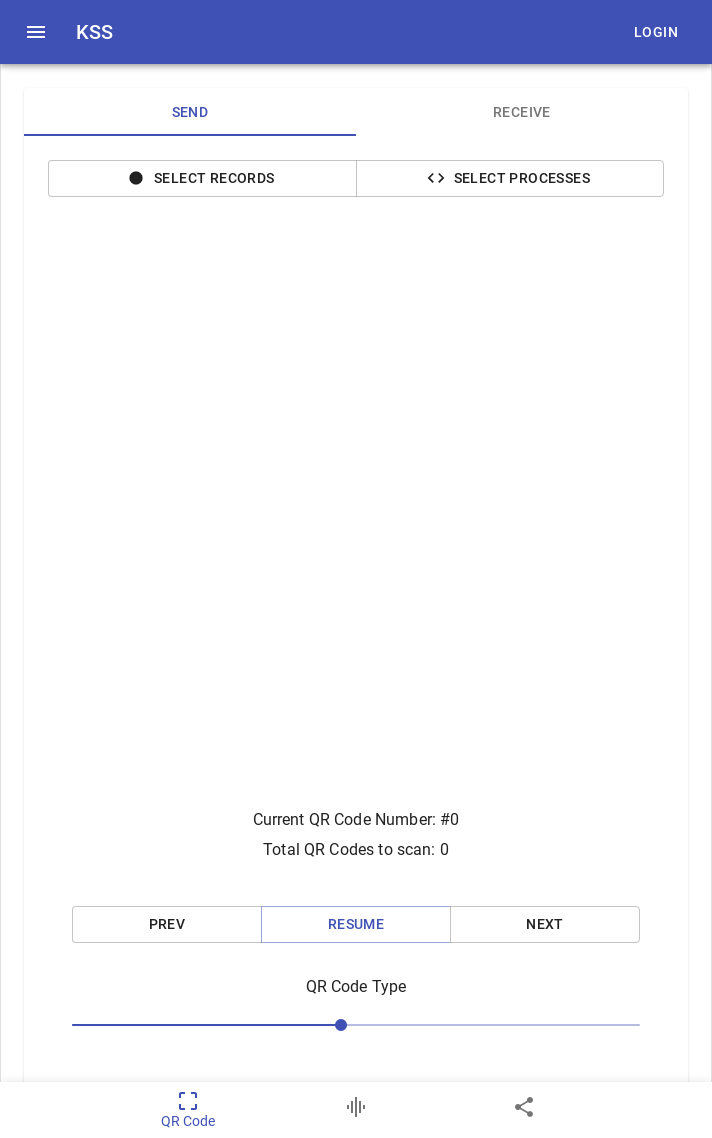 KSS
LOGIN
SEND
RECEIVE
SELECT RECORDS
SELECT PROCESSES
Current QR Code Number: #0
Total QR Codes to scan: 0
PREV
RESUME
NEXT
QR Code Type
QR Code